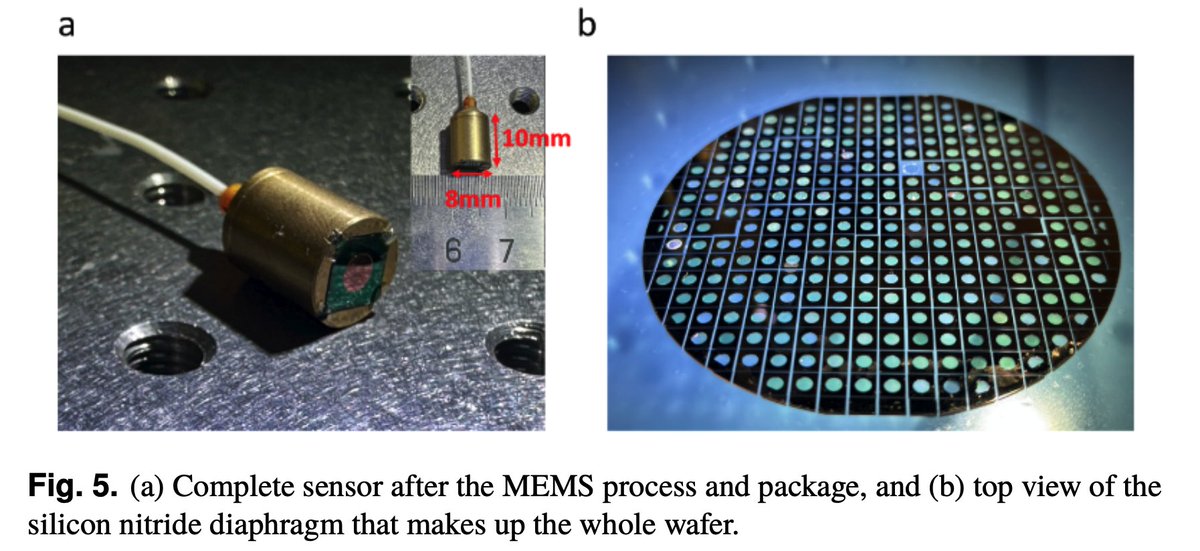 a
b
10mm
8mm
6 7
Fig. 5. (a) Complete sensor after the MEMS process and package, and (b) top view of the
silicon nitride diaphragm that makes up the whole wafer.